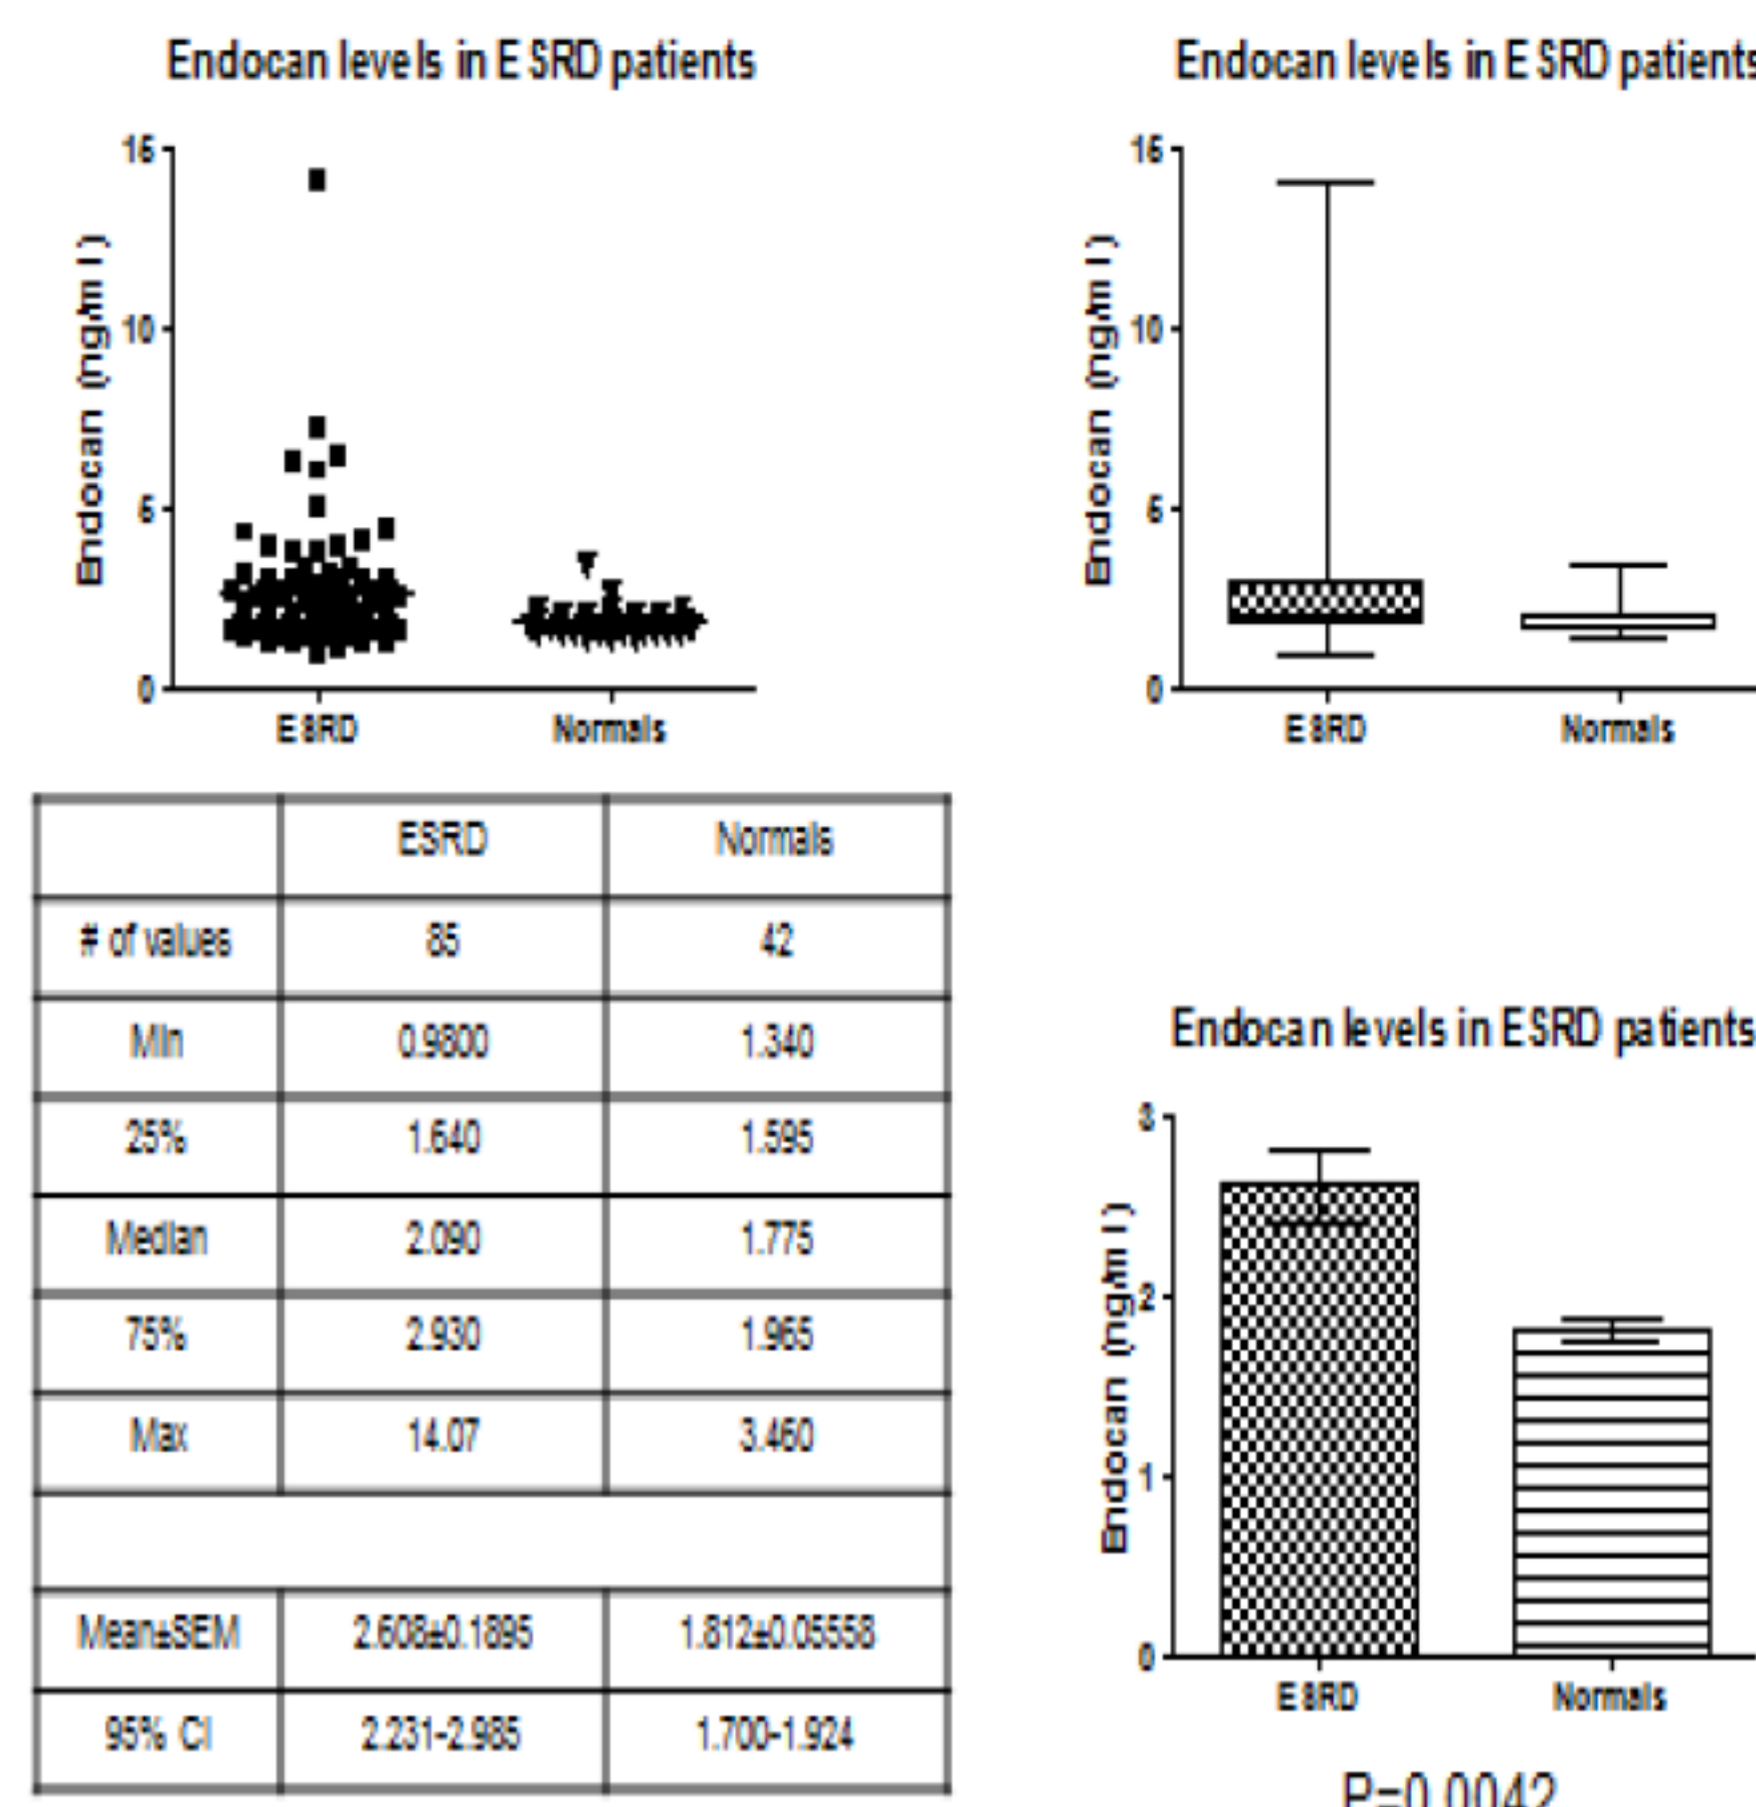 Endocan levels in ESRD patients
15
10
5
0
Endocan (ng/ml)
ESRD
Normals
Endocan levels in ESRD patients
15
10
5
0
Endocan (ng/ml)
ESRD
Normals
ESRD Normals
# of values 85 42
Min 0.9800 1.340
25% 1.640 1.595
Median 2.090 1.775
75% 2.930 1.965
Max 14.07 3.460
Mean±SEM 2.608±0.1895 1.812±0.05558
95% CI 2.231-2.985 1.700-1.924
Endocan levels in ESRD patients
3
2
1
0
Endocan (ng/ml)
ESRD
Normals
P=0.0042